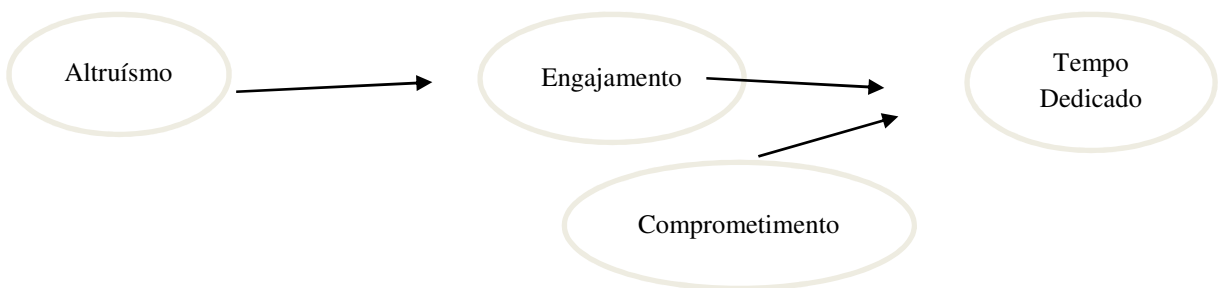 Altruísmo
Engajamento
Tempo
Dedicado
Comprometimento